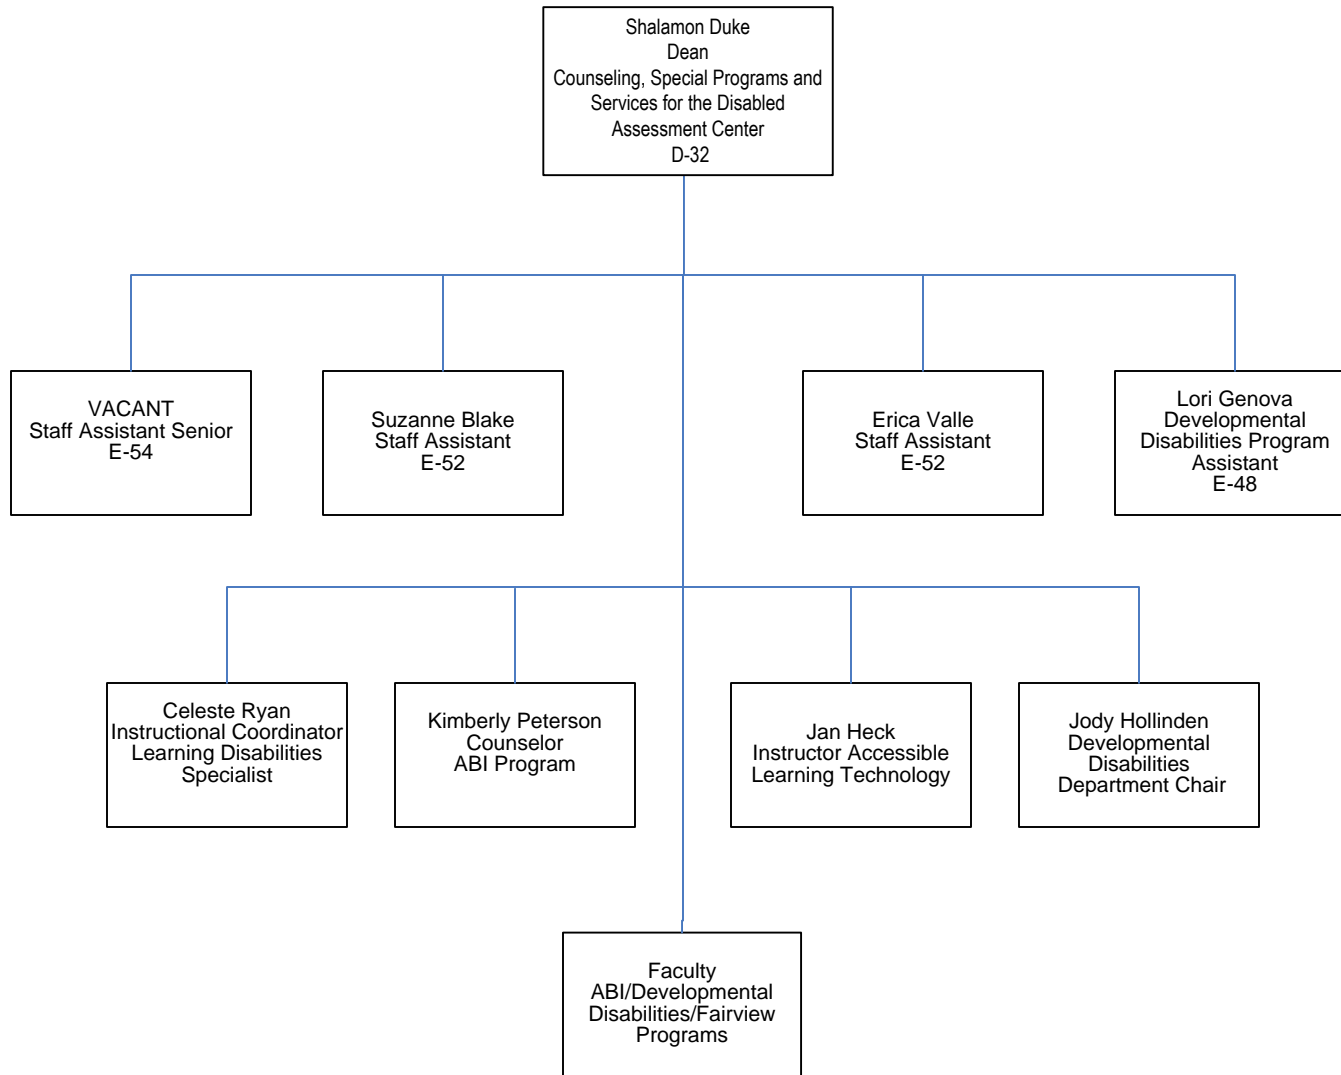 Shalamon Duke
Dean
Counseling, Special Programs and
Services for the Disabled
Assessment Center
D-32
VACANT
Staff Assistant Senior
E-54
Suzanne Blake
Staff Assistant
E-52
Erica Valle
Staff Assistant
E-52
Lori Genova
Developmental
Disabilities Program
Assistant
E-48
Celeste Ryan
Instructional Coordinator
Learning Disabilities
Specialist
Kimberly Peterson
Counselor
ABI Program
Jan Heck
Instructor Accessible
Learning Technology
Jody Hollinden
Developmental
Disabilities
Department Chair
Faculty
ABI/Developmental
Disabilities/Fairview
Programs